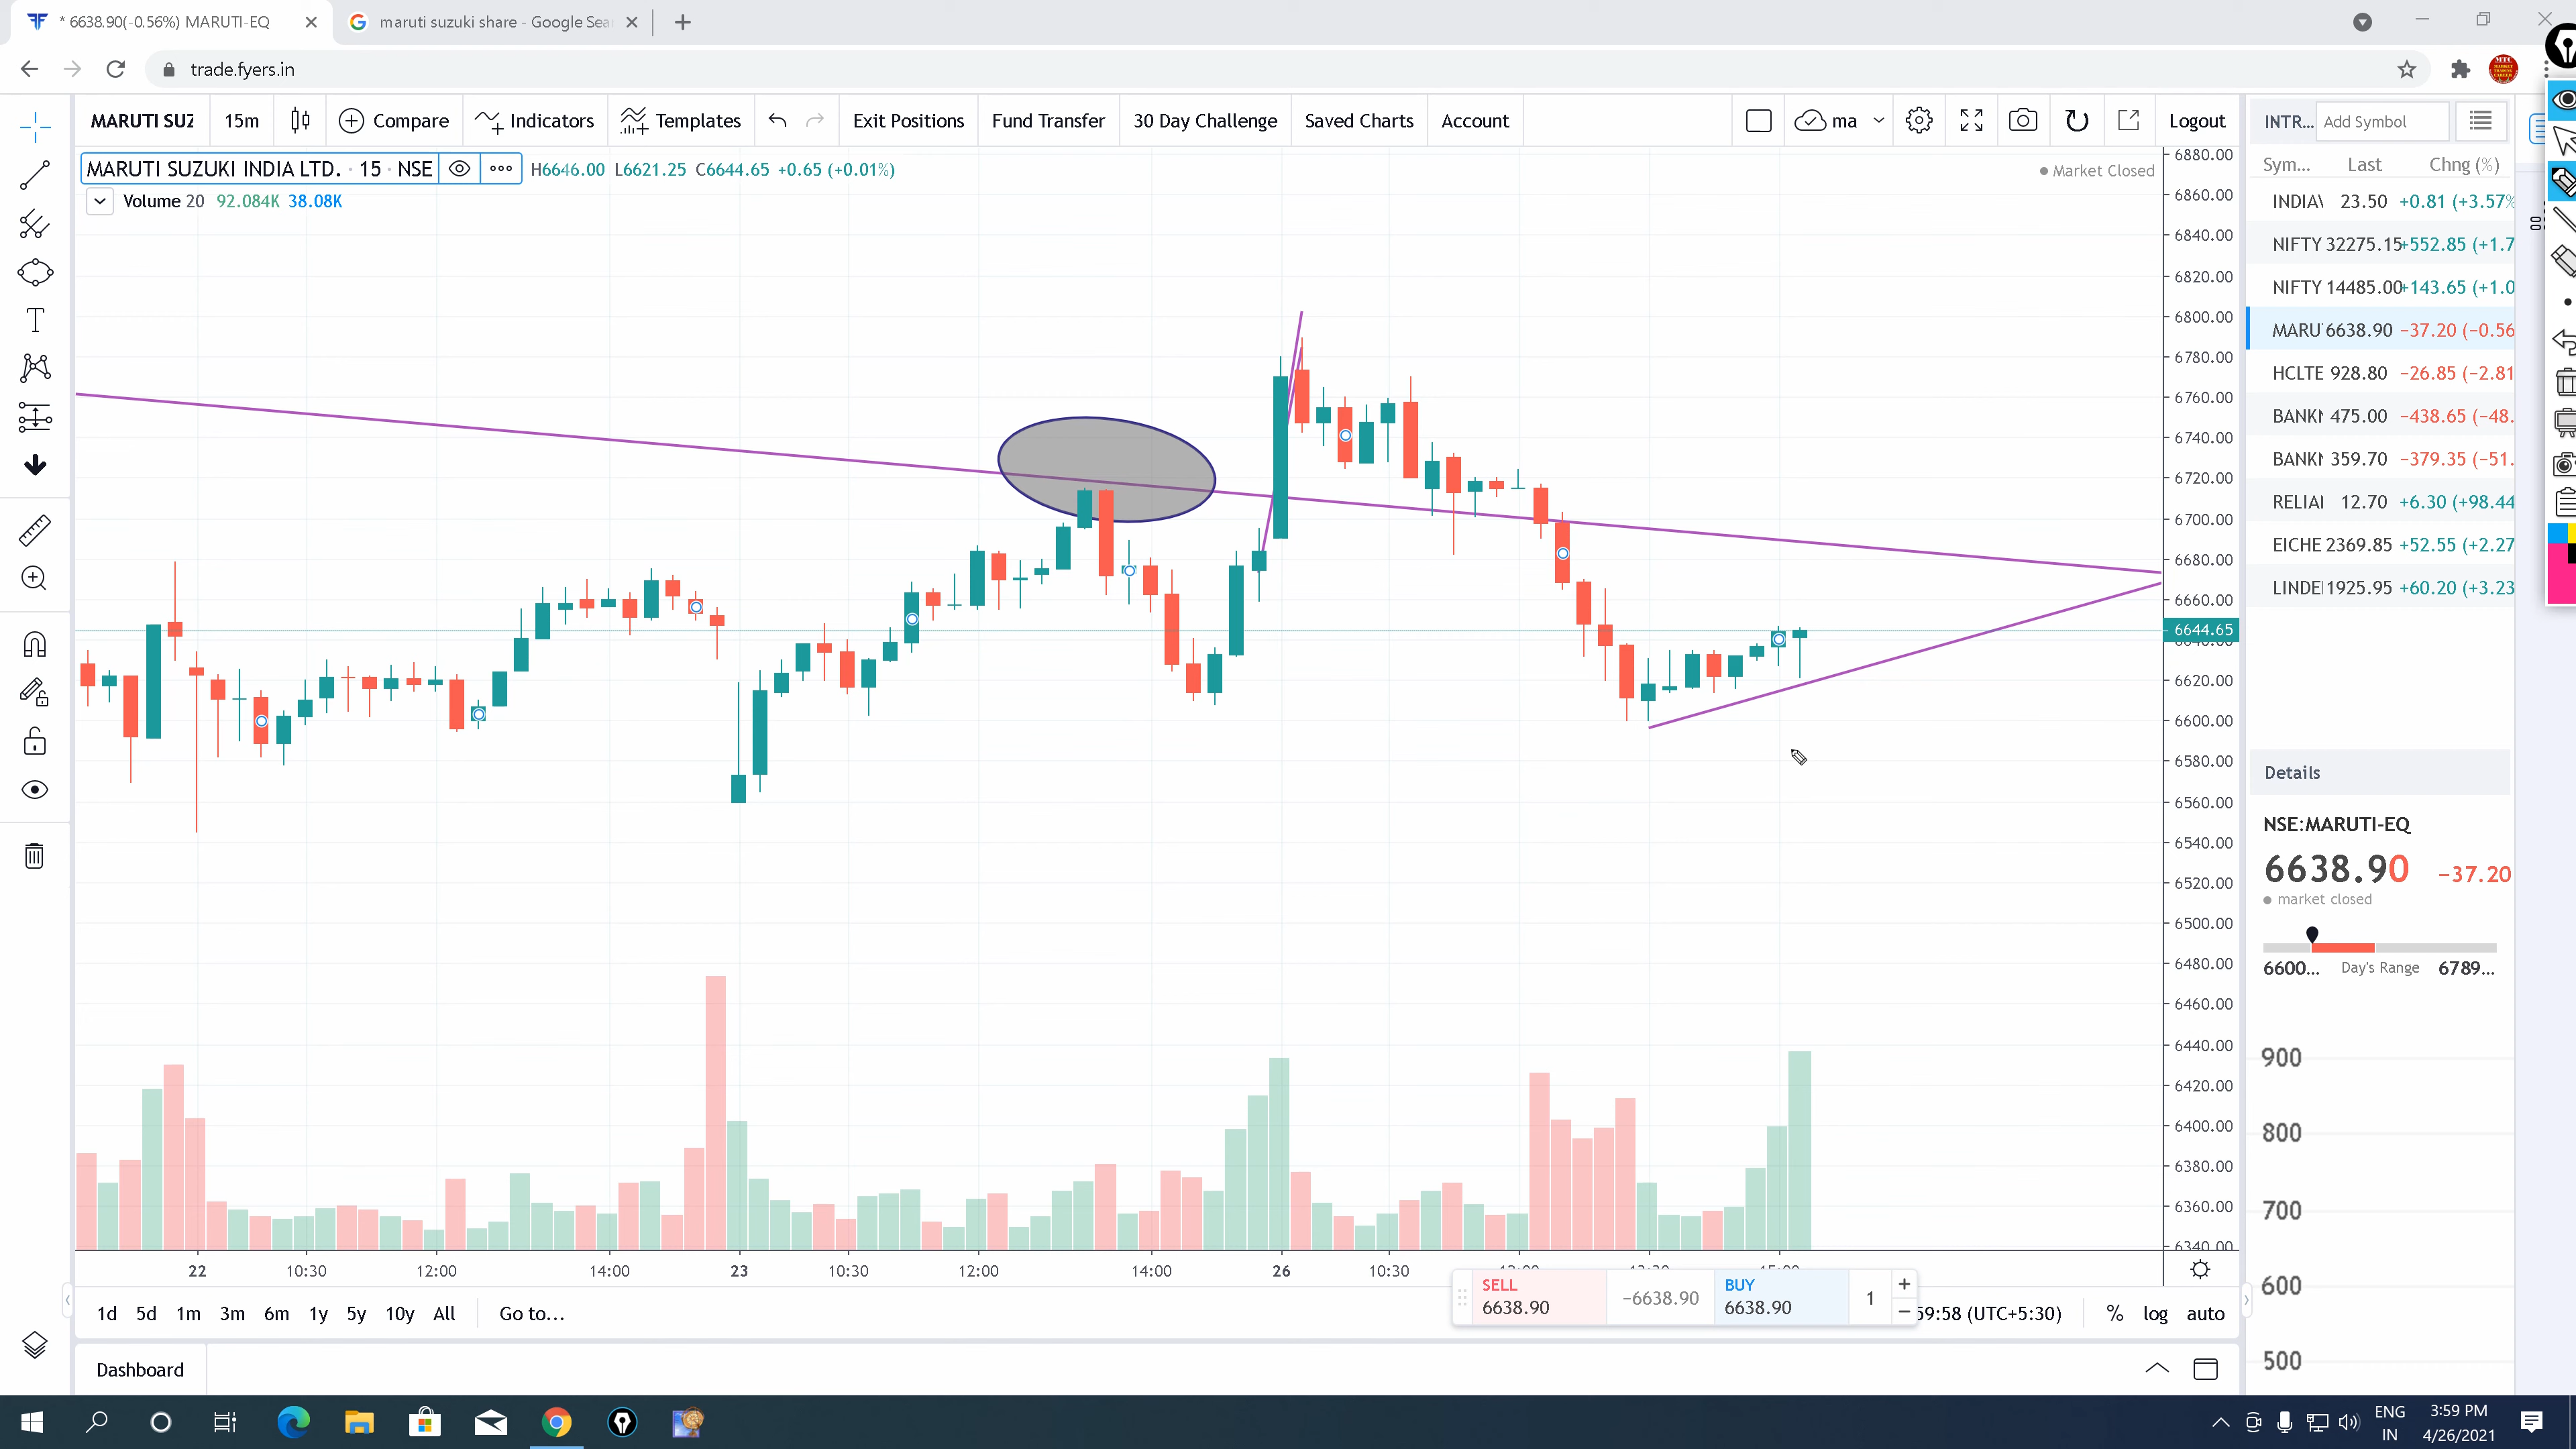 * 6638.90(-0.56%) MARUTI-EQ
maruti suzuki share - Google Sea
trade.fyers.in
MARUTI SUZ 15m Compare Indicators Templates Exit Positions Fund Transfer 30 Day Challenge Saved Charts Account ma Logout
INTR... Add Symbol
MARUTI SUZUKI INDIA LTD. · 15 · NSE H6646.00 L6621.25 C6644.65 +0.65 (+0.01%) Market Closed
Volume 20 92.084K 38.08K
Sym... Last Chng (%)
INDIA 23.50 +0.81 (+3.57%
NIFTY 32275.15 +552.85 (+1.7
NIFTY 14485.00 +143.65 (+1.0
MARU 6638.90 −37.20 (−0.56
HCLTE 928.80 −26.85 (−2.81
BANK 475.00 −438.65 (−48.
BANK 359.70 −379.35 (−51.
RELIA 12.70 +6.30 (+98.44
EICHE 2369.85 +52.55 (+2.27
LINDE 1925.95 +60.20 (+3.23
6880.00
6860.00
6840.00
6820.00
6800.00
6780.00
6760.00
6740.00
6720.00
6700.00
6680.00
6660.00
6644.65
6620.00
6600.00
6580.00
6560.00
6540.00
6520.00
6500.00
6480.00
6460.00
6440.00
6420.00
6400.00
6380.00
6360.00
6340.00
Details
NSE:MARUTI-EQ
6638.90 −37.20
market closed
6600... Day's Range 6789...
900
800
700
600
500
22 10:30 12:00 14:00 23 10:30 12:00 14:00 26 10:30
SELL
6638.90
−6638.90
BUY
6638.90
1
1d 5d 1m 3m 6m 1y 5y 10y All Go to...
59:58 (UTC+5:30) % log auto
Dashboard
ENG
IN
3:59 PM
4/26/2021